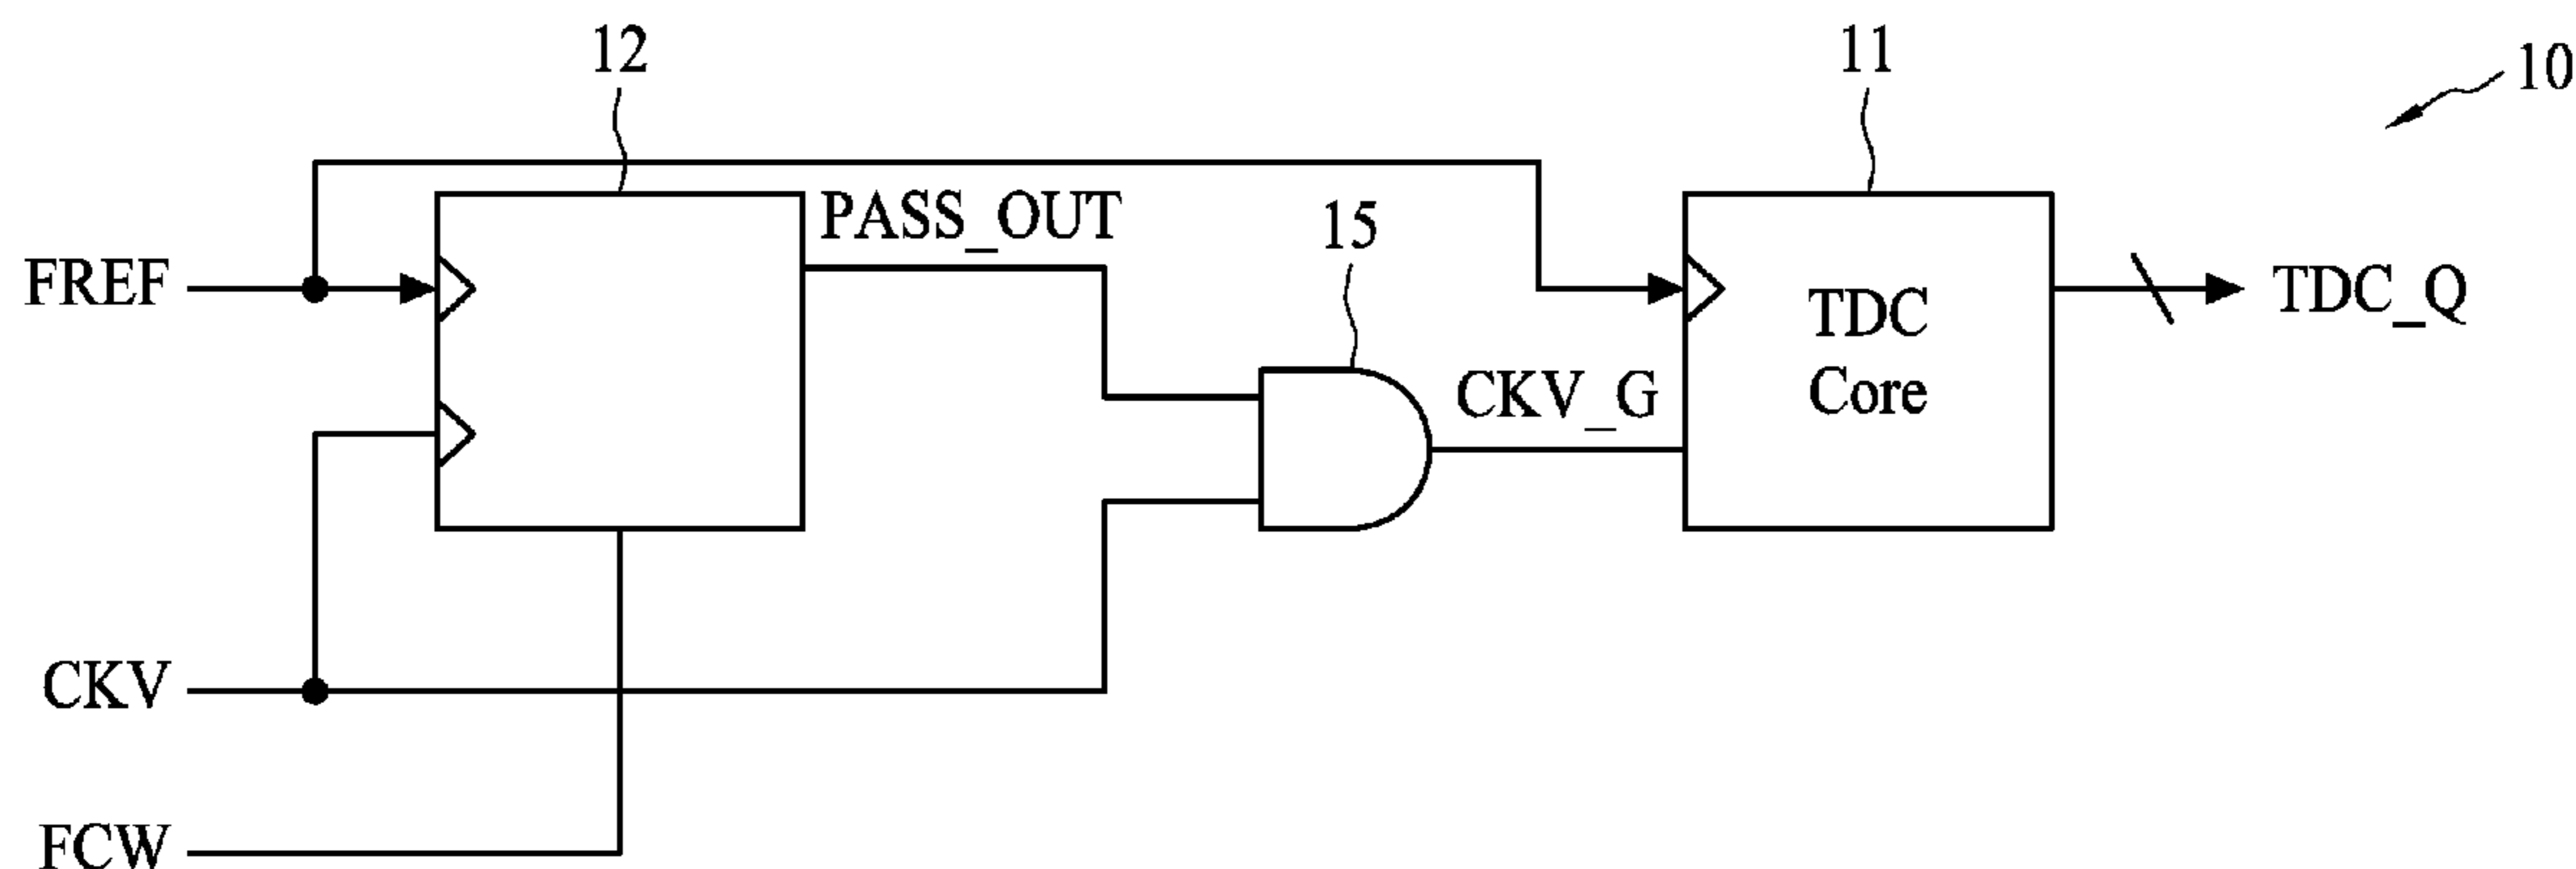 12
11
10
PASS_OUT
15
FREF
TDC
Core
TDC_Q
CKV_G
CKV
FCW